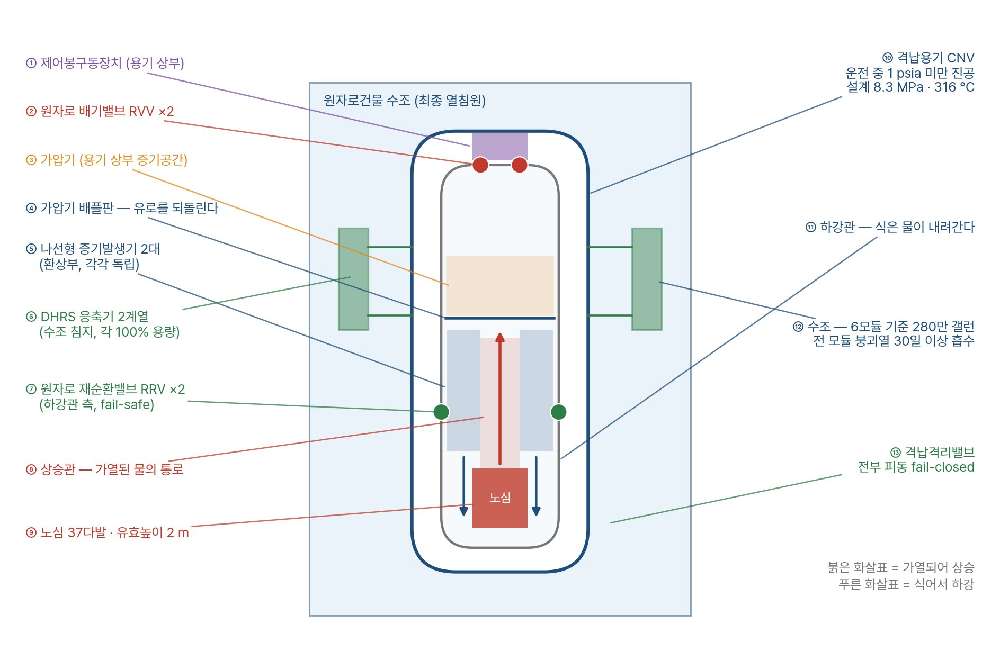 ① 제어봉구동장치 (용기 상부)
② 원자로 배기밸브 RVV ×2
③ 가압기 (용기 상부 증기공간)
④ 가압기 배플판 — 유로를 되돌린다
⑤ 나선형 증기발생기 2대
(환상부, 각각 독립)
⑥ DHRS 응축기 2계열
(수조 침지, 각 100% 용량)
⑦ 원자로 재순환밸브 RRV ×2
(하강관 측, fail-safe)
⑧ 상승관 — 가열된 물의 통로
⑨ 노심 37다발 · 유효높이 2 m
원자로건물 수조 (최종 열침원)
노심
⑩ 격납용기 CNV
운전 중 1 psia 미만 진공
설계 8.3 MPa · 316 °C
⑪ 하강관 — 식은 물이 내려간다
⑫ 수조 — 6모듈 기준 280만 갤런
전 모듈 붕괴열 30일 이상 흡수
⑬ 격납격리밸브
전부 피동 fail-closed
붉은 화살표 = 가열되어 상승
푸른 화살표 = 식어서 하강